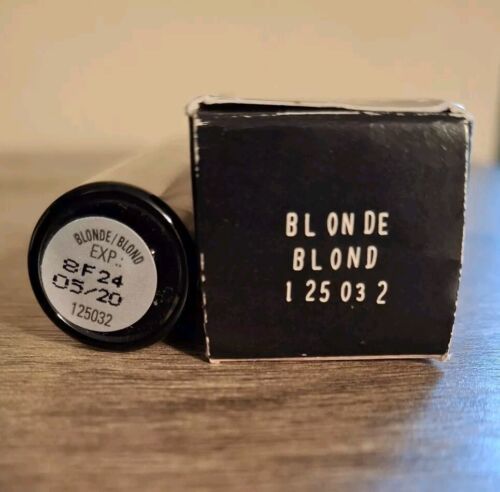 BLONDE/BLOND
EXP.:
8F24
05/20
125032
BLONDE
BLOND
125032